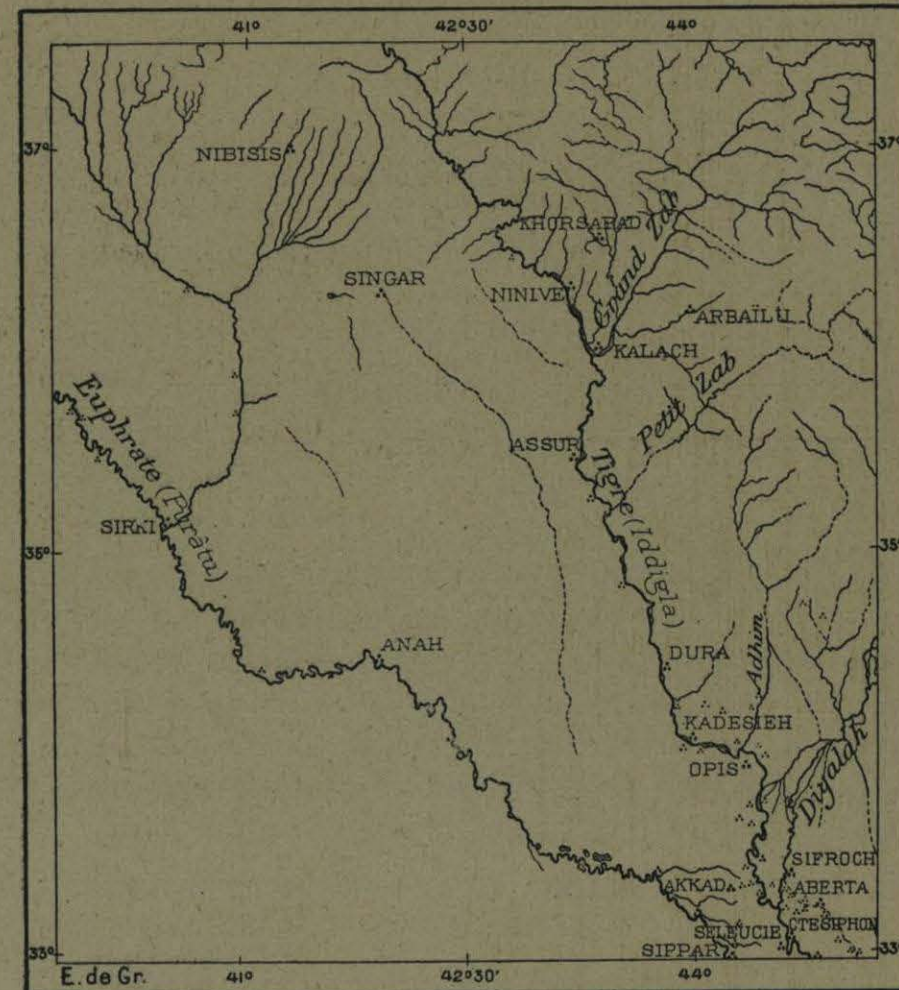 41° 42°30' 44°
37° 37°
NIBISIS
KHORSABAD
SINGAR
NINIVE
Grand Zab
ARBAÏLU
KALACH
Petit Zab
Euphrate (Purâtu)
ASSUR
Tigre (Iddigla)
SIRKI
35° 35°
ANAH
DURA
Adhim
KADESIEH
OPIS
Diyalah
SIFROCH
AKKAD
ABERTA
SELEUCIE
CTESIPHON
SIPPAR
33° 33°
E. de Gr.
41° 42°30' 44°